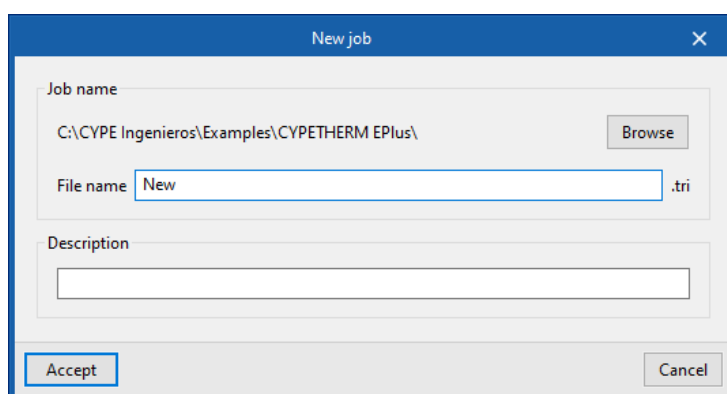 New job
Job name
C:\CYPE Ingenieros\Examples\CYPETHERM EPlus\
Browse
File name New .tri
Description
Accept
Cancel